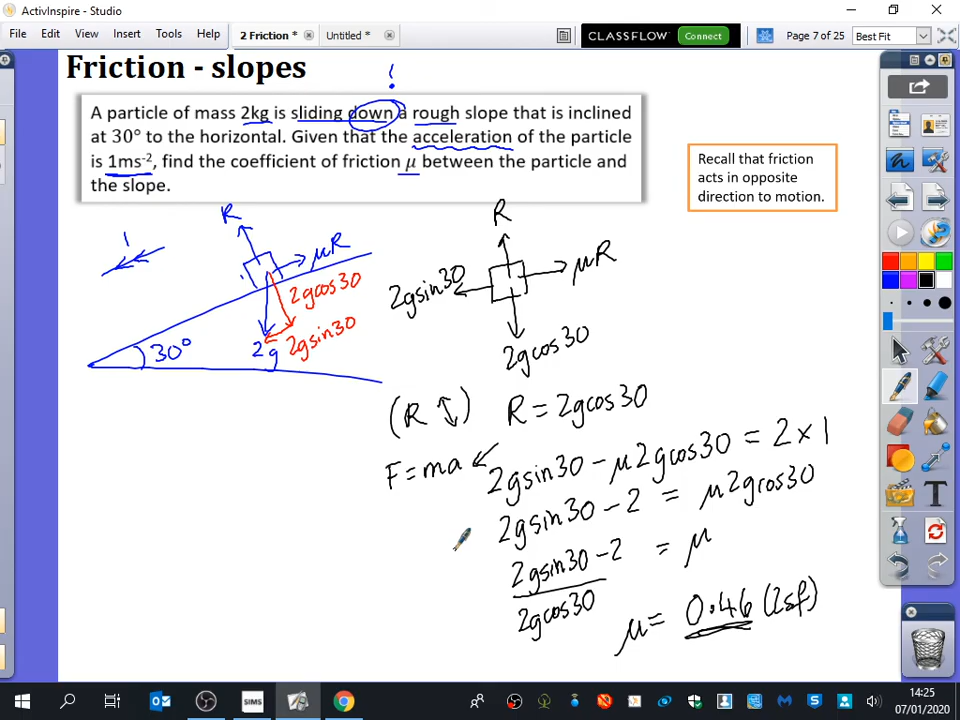 ActivInspire - Studio
File Edit View Insert Tools Help
2 Friction *
Untitled *
CLASSFLOW
Connect
Page 7 of 25
Best Fit
Friction - slopes
!
A particle of mass 2kg is sliding down a rough slope that is inclined
at 30° to the horizontal. Given that the acceleration of the particle
is 1ms⁻², find the coefficient of friction μ between the particle and
the slope.
Recall that friction
acts in opposite
direction to motion.
R
1
μR
2gcos30
2gsin30
2g
30°
R
μR
2gsin30
2gcos30
(R ↕) R = 2gcos30
F = ma ↙ 2gsin30 - μ2gcos30 = 2 × 1
2gsin30 - 2 = μ2gcos30
2gsin30 - 2 = μ
2gcos30
μ = 0.46 (2sf)
SIMS
14:25
07/01/2020